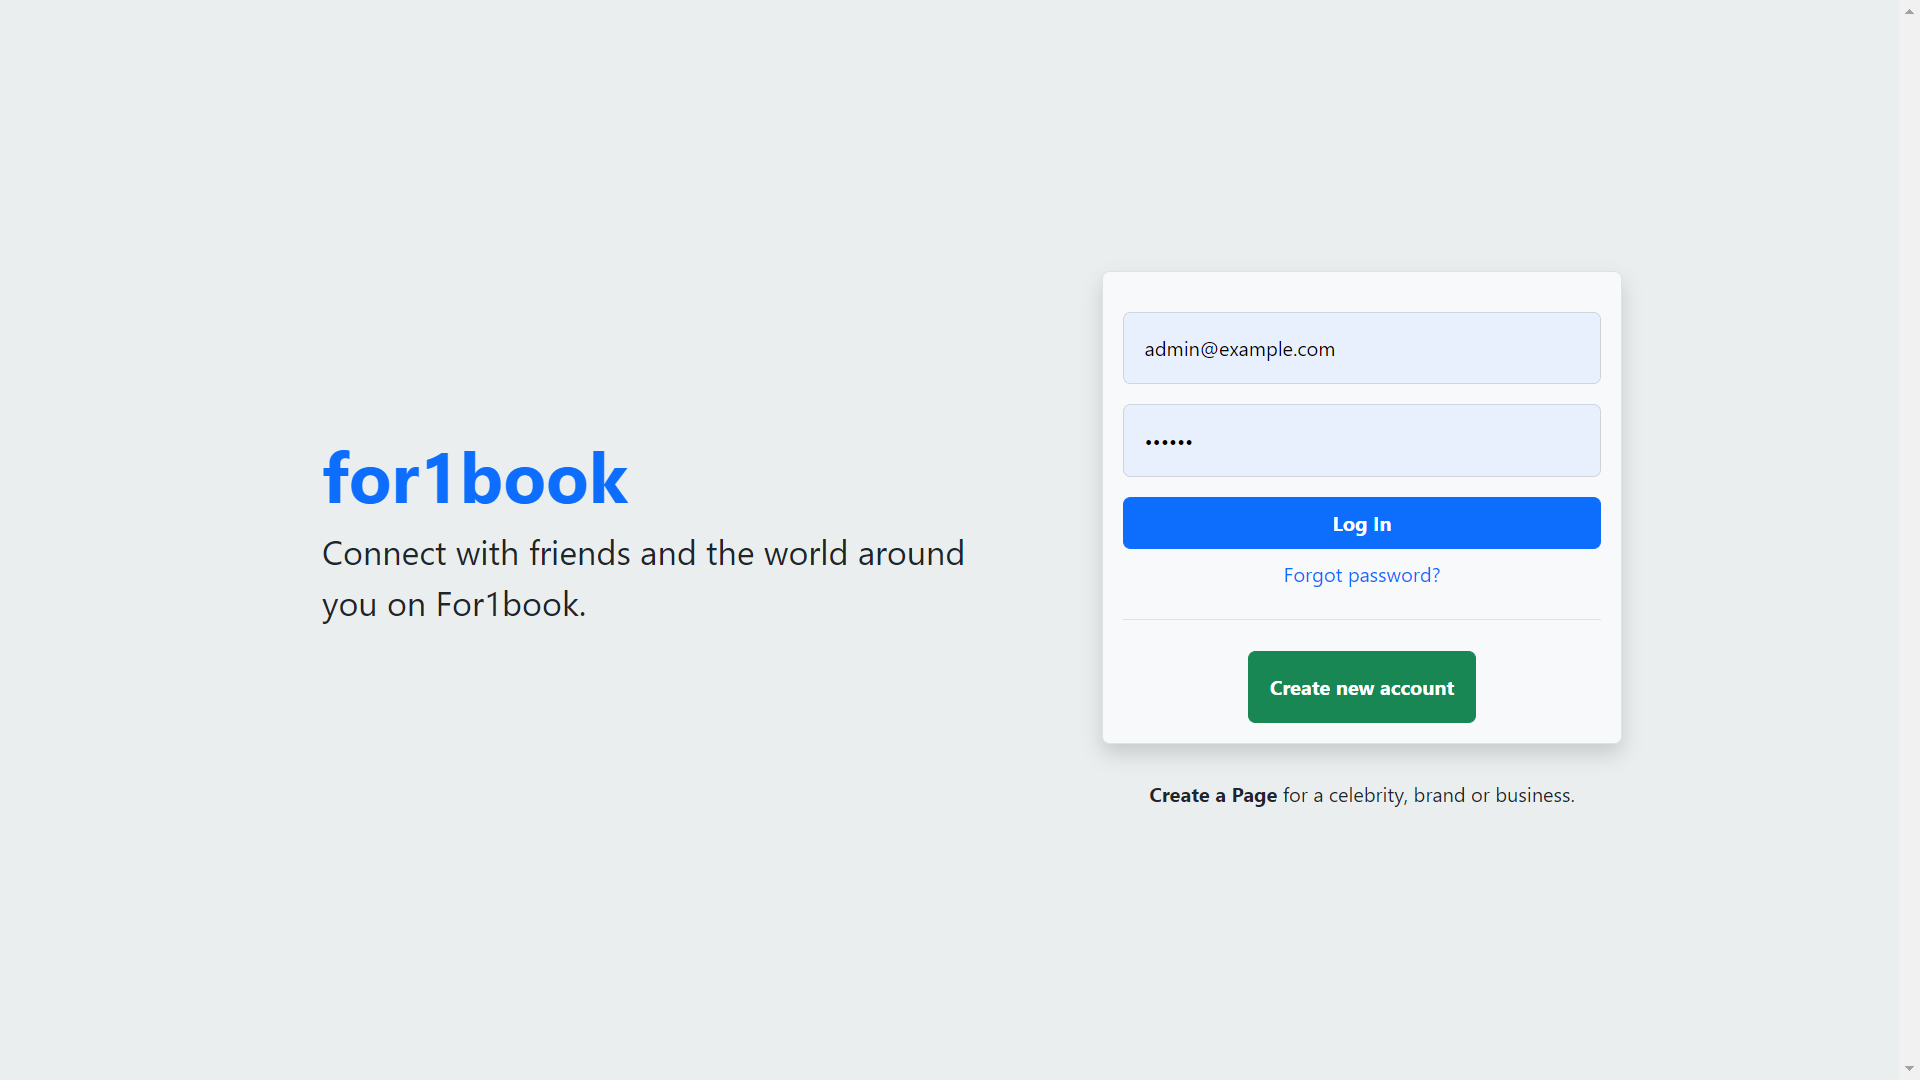 for1book
Connect with friends and the world around
you on For1book.
admin@example.com
••••••
Log In
Forgot password?
Create new account
Create a Page for a celebrity, brand or business.